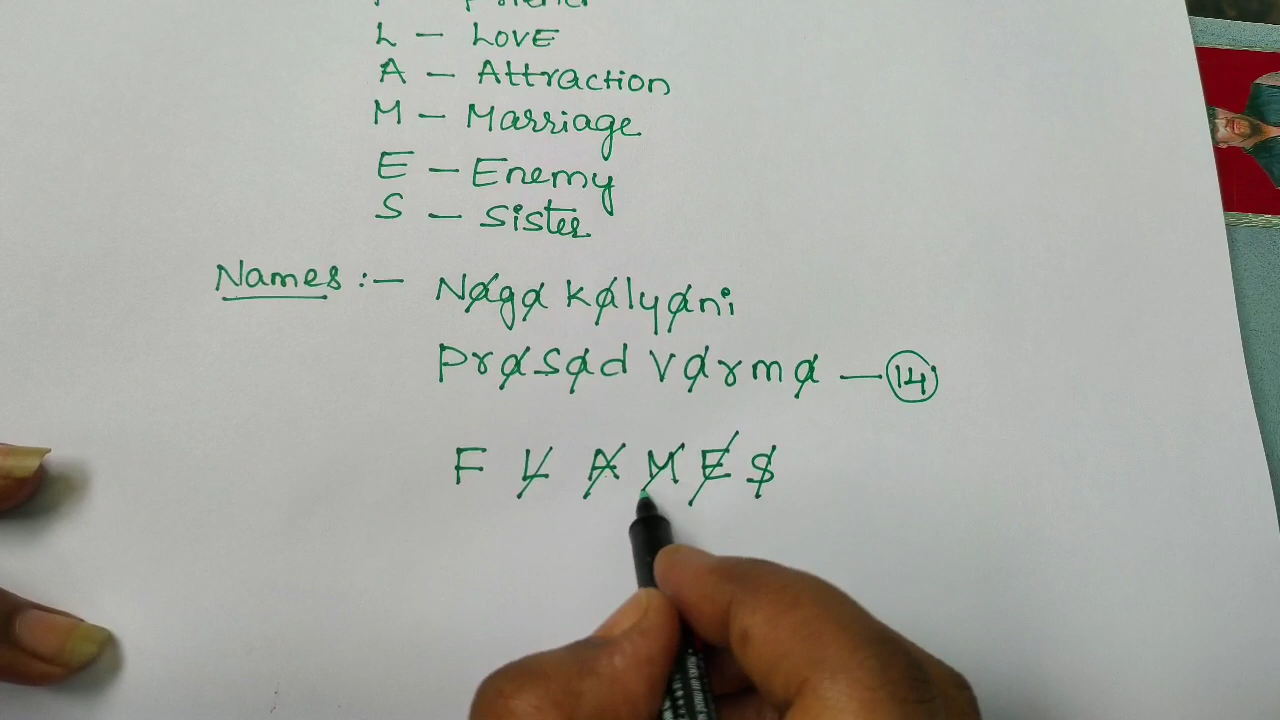 L – LOVE
A – Attraction
M – Marriage
E – Enemy
S – Sister
Names :– Naga kalyani
Prasad Varma – 14
F L A M E S